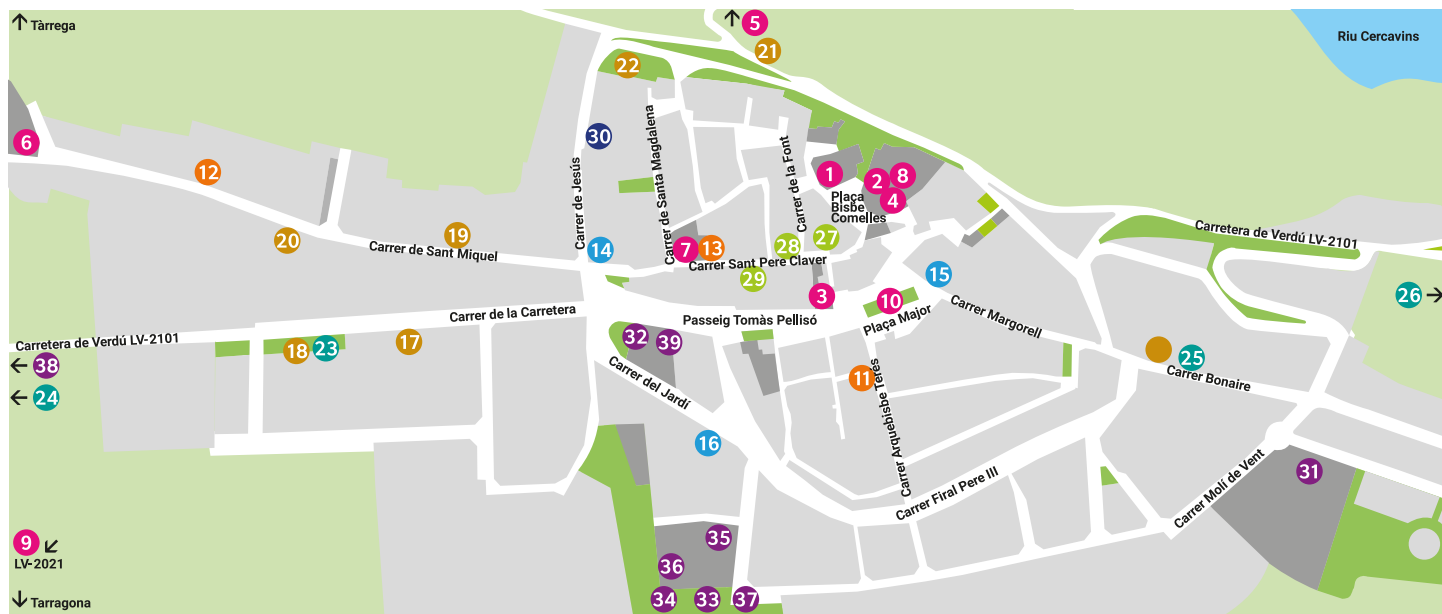 Tàrrega
5
21
Riu Cercavins
22
6
30
12
Carrer de Jesús
Carrer de Santa Magdalena
Carrer de la Font
1
2
8
4
Plaça
Bisbe
Comelles
20
19
Carrer de Sant Miquel
14
7
13
28
27
Carrer Sant Pere Claver
29
3
10
15
Carretera de Verdú LV-2101
26
Carrer de la Carretera
Passeig Tomàs Pellisó
Plaça Major
Carrer Margorell
Carretera de Verdú LV-2101
38
24
18
23
17
32
39
Carrer del Jardí
11
Carrer Arquebisbe Terés
25
Carrer Bonaire
16
Carrer Firal Pere III
Carrer Molí de Vent
31
9
LV-2021
35
36
34
33
37
Tarragona